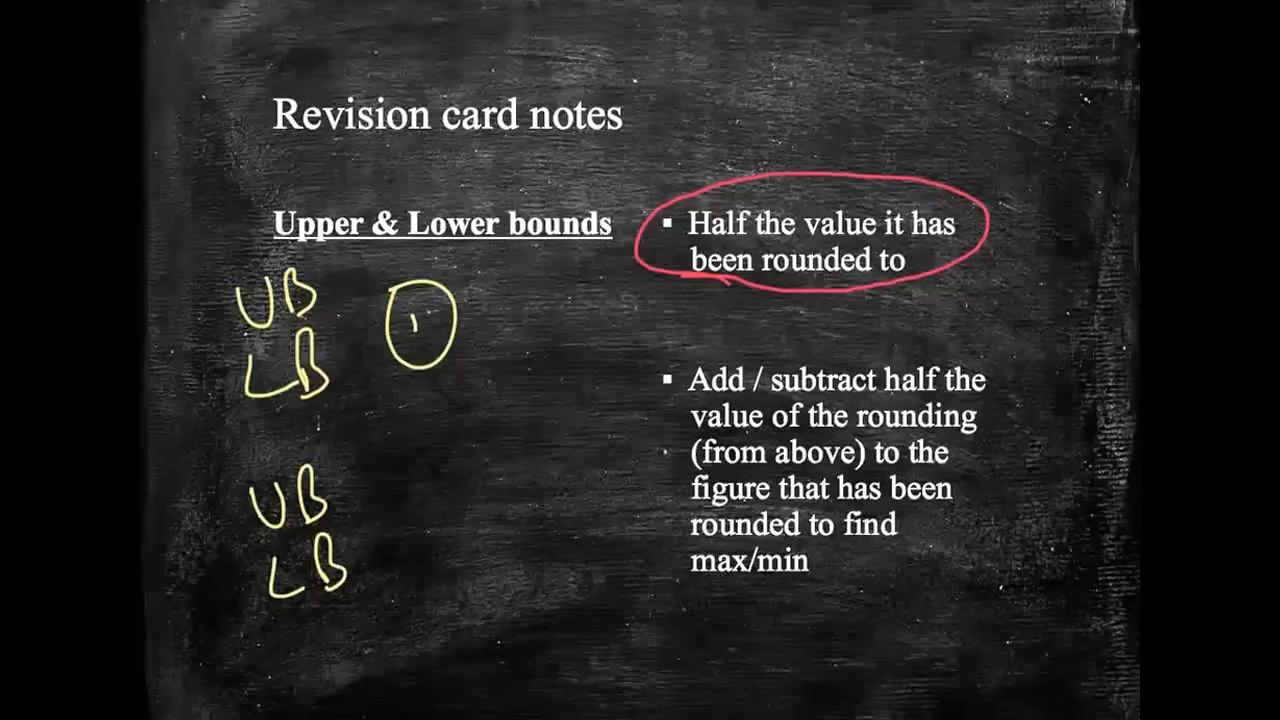 Revision card notes
Upper & Lower bounds
UB
LB
1
UB
LB
▪ Half the value it has
been rounded to
▪ Add / subtract half the
value of the rounding
(from above) to the
figure that has been
rounded to find
max/min